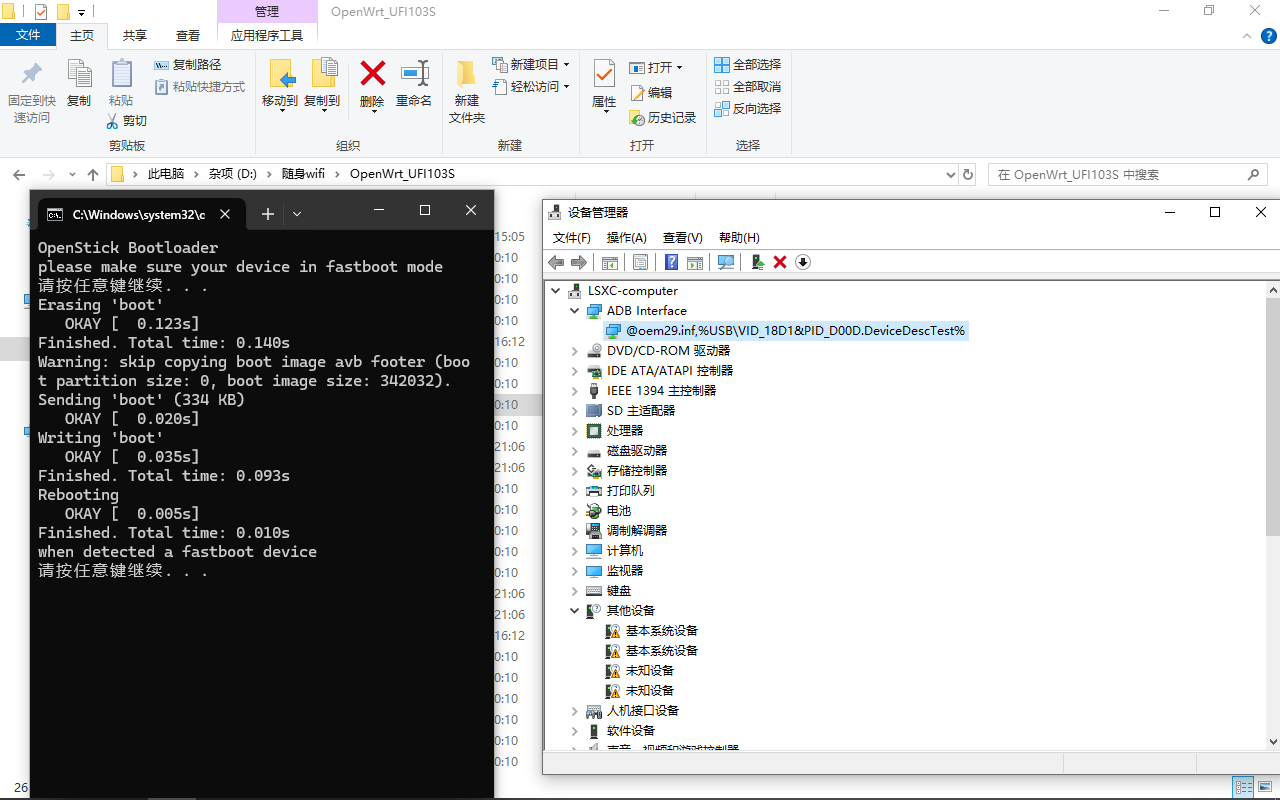 管理
OpenWrt_UFI103S
文件
主页
共享
查看
应用程序工具
固定到快
速访问
复制
粘贴
复制路径
粘贴快捷方式
剪切
剪贴板
移动到
复制到
删除
重命名
组织
新建
文件夹
新建项目
轻松访问
新建
属性
打开
编辑
历史记录
打开
全部选择
全部取消
反向选择
选择
此电脑
杂项 (D:)
随身wifi
OpenWrt_UFI103S
在 OpenWrt_UFI103S 中搜索
C:\Windows\system32\c
OpenStick Bootloader
please make sure your device in fastboot mode
请按任意键继续. . .
Erasing 'boot'
OKAY [  0.123s]
Finished. Total time: 0.140s
Warning: skip copying boot image avb footer (boo
t partition size: 0, boot image size: 342032).
Sending 'boot' (334 KB)
OKAY [  0.020s]
Writing 'boot'
OKAY [  0.035s]
Finished. Total time: 0.093s
Rebooting
OKAY [  0.005s]
Finished. Total time: 0.010s
when detected a fastboot device
请按任意键继续. . .
15:05
0:10
0:10
0:10
0:10
16:12
0:10
0:10
0:10
0:10
21:06
21:06
0:10
0:10
0:10
0:10
0:10
21:06
21:06
16:12
0:10
0:10
0:10
0:10
0:10
0:10
26
设备管理器
文件(F)
操作(A)
查看(V)
帮助(H)
LSXC-computer
ADB Interface
@oem29.inf,%USB\VID_18D1&PID_D00D.DeviceDescTest%
DVD/CD-ROM 驱动器
IDE ATA/ATAPI 控制器
IEEE 1394 主控制器
SD 主适配器
处理器
磁盘驱动器
存储控制器
打印队列
电池
调制解调器
计算机
监视器
键盘
其他设备
基本系统设备
基本系统设备
未知设备
未知设备
人机接口设备
软件设备
声音、视频和游戏控制器